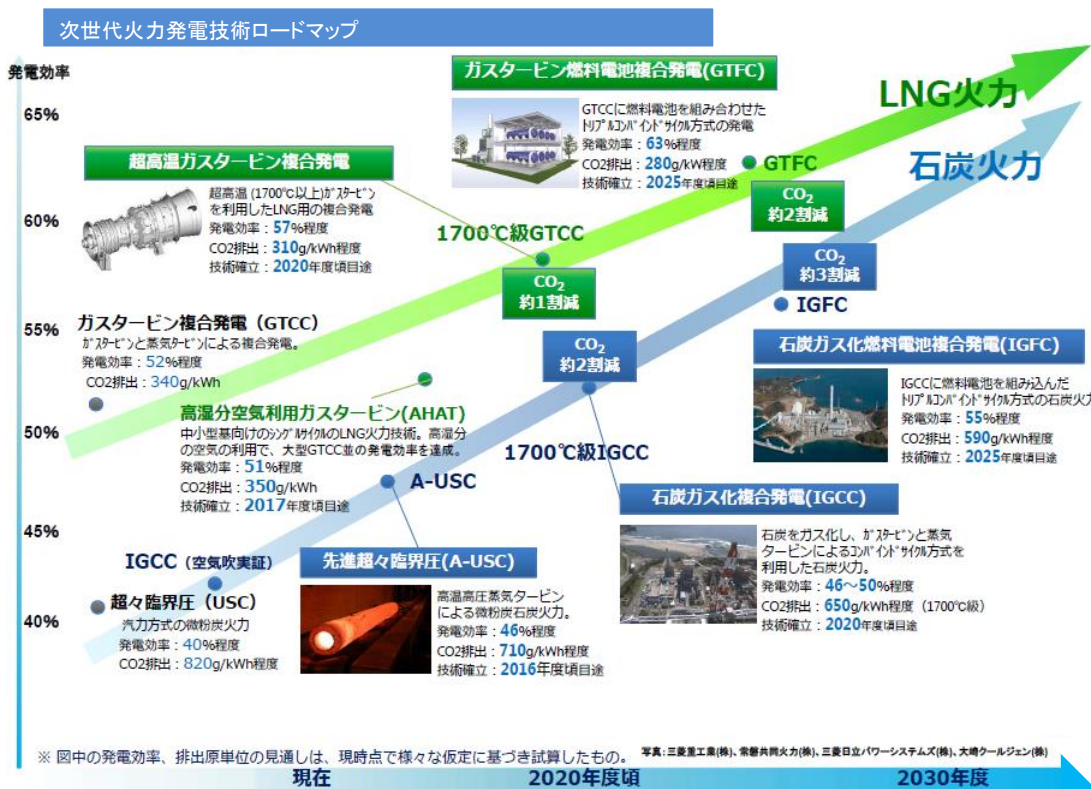 次世代火力発電技術ロードマップ
発電効率
65%
60%
55%
50%
45%
40%
LNG火力
石炭火力
ガスタービン燃料電池複合発電(GTFC)
GTCCに燃料電池を組み合わせた
トリプルコンバインドサイクル方式の発電
発電効率：63%程度
CO2排出：280g/kW程度
技術確立：2025年度頃目途
GTFC
CO2
約2割減
超高温ガスタービン複合発電
超高温(1700℃以上)ガスタービン
を利用したLNG用の複合発電
発電効率：57%程度
CO2排出：310g/kWh程度
技術確立：2020年度頃目途
1700℃級GTCC
CO2
約1割減
CO2
約3割減
IGFC
ガスタービン複合発電（GTCC）
ガスタービンと蒸気タービンによる複合発電。
発電効率：52%程度
CO2排出：340g/kWh
CO2
約2割減
石炭ガス化燃料電池複合発電(IGFC)
IGCCに燃料電池を組み込んだ
トリプルコンバインドサイクル方式の石炭火力
発電効率：55%程度
CO2排出：590g/kWh程度
技術確立：2025年度頃目途
高湿分空気利用ガスタービン(AHAT)
中小型基向けのシングルサイクルのLNG火力技術。高湿分
の空気の利用で、大型GTCC並の発電効率を達成。
発電効率：51%程度
CO2排出：350g/kWh
技術確立：2017年度頃目途
1700℃級IGCC
A-USC
石炭ガス化複合発電(IGCC)
石炭をガス化し、ガスタービンと蒸気
タービンによるコンバインドサイクル方式を
利用した石炭火力。
発電効率：46～50%程度
CO2排出：650g/kWh程度（1700℃級）
技術確立：2020年度頃目途
IGCC（空気吹実証）
超々臨界圧（USC）
汽力方式の微粉炭火力
発電効率：40%程度
CO2排出：820g/kWh程度
先進超々臨界圧(A-USC)
高温高圧蒸気タービン
による微粉炭石炭火力。
発電効率：46%程度
CO2排出：710g/kWh程度
技術確立：2016年度頃目途
※ 図中の発電効率、排出原単位の見通しは、現時点で様々な仮定に基づき試算したもの。
写真：三菱重工業(株)、常磐共同火力(株)、三菱日立パワーシステムズ(株)、大崎クールジェン(株)
現在
2020年度頃
2030年度